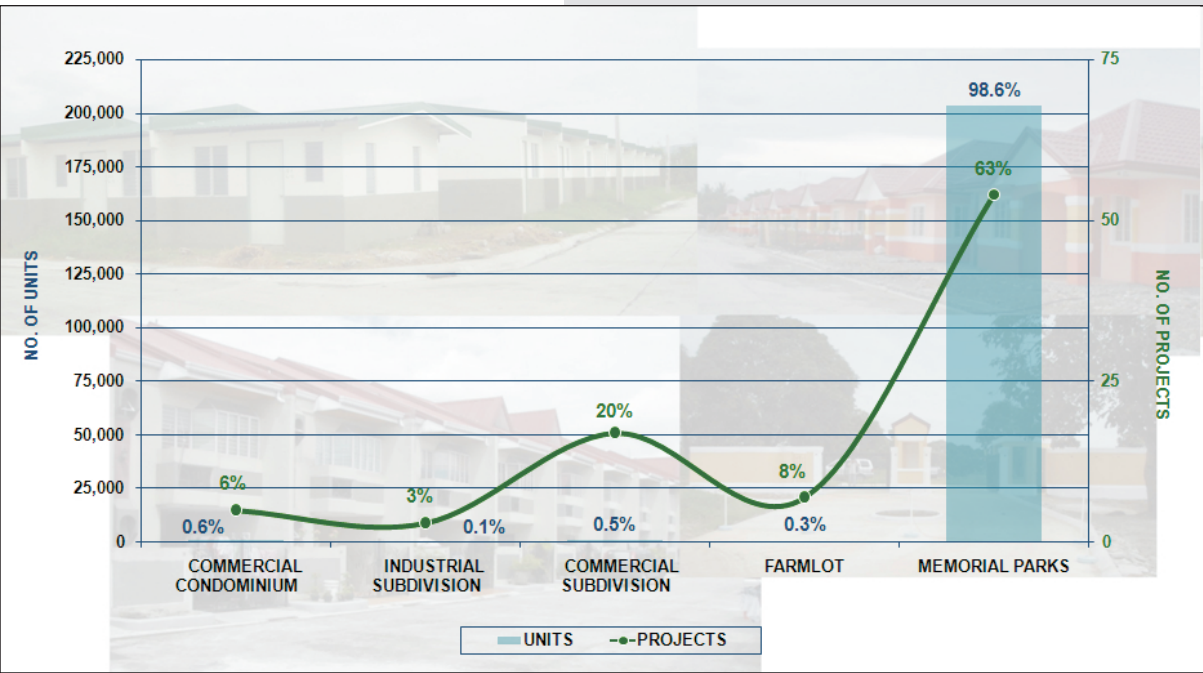 225,000
200,000
175,000
150,000
125,000
100,000
75,000
50,000
25,000
0
NO. OF UNITS
75
50
25
0
NO. OF PROJECTS
98.6%
63%
20%
8%
6%
3%
0.6%
0.1%
0.5%
0.3%
COMMERCIAL
CONDOMINIUM
INDUSTRIAL
SUBDIVISION
COMMERCIAL
SUBDIVISION
FARMLOT
MEMORIAL PARKS
UNITS
PROJECTS